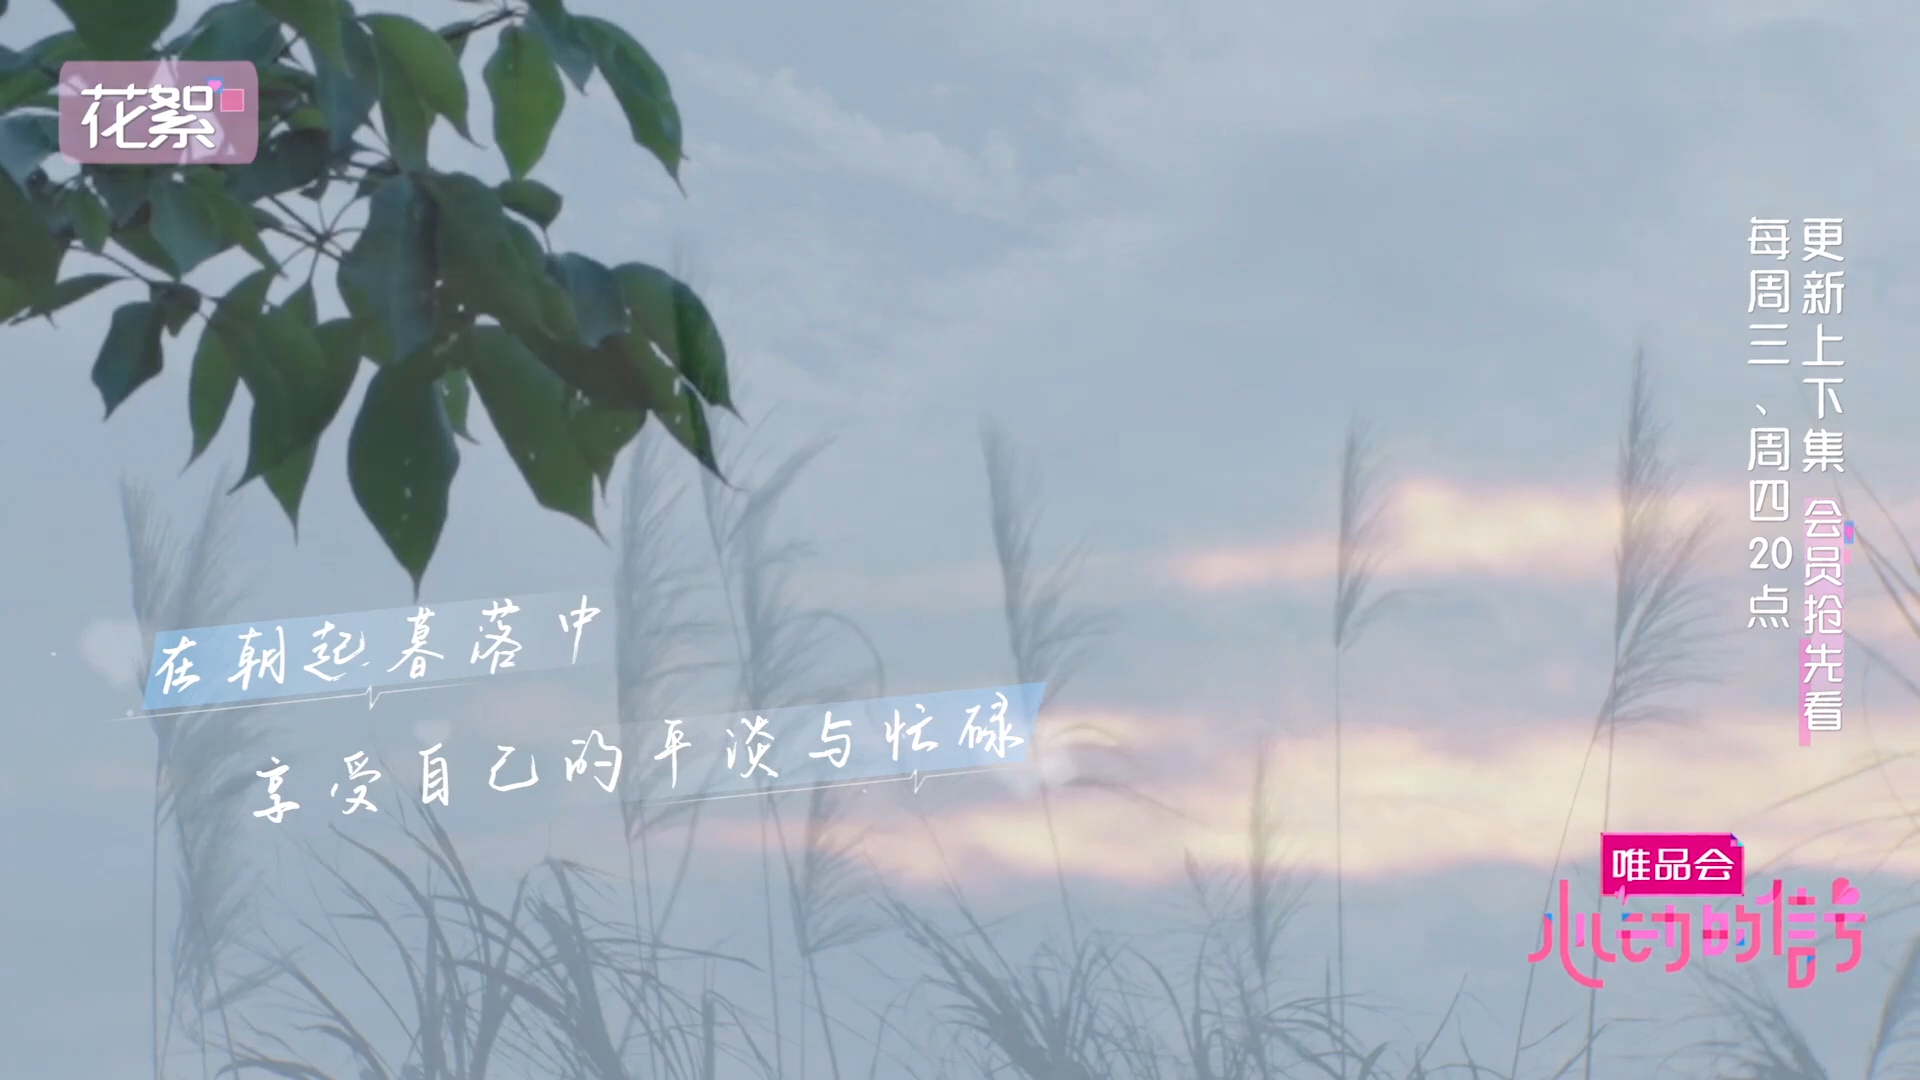 花絮
更新上下集 会员抢先看
每周三、周四20点
在朝起暮落中
享受自己的平淡与忙碌
唯品会
心动的信号